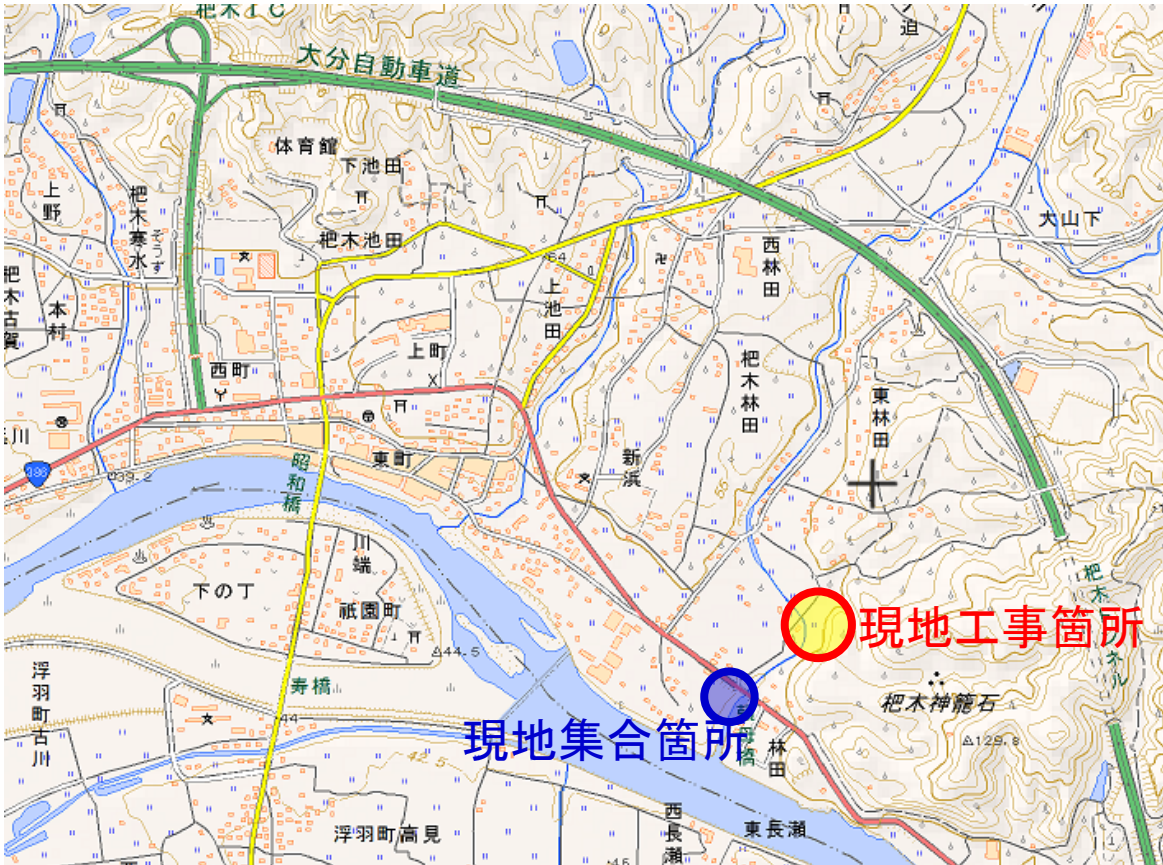 杷木IC
大分自動車道
迫
体育館
下池田
上野
杷木寒水
そうず
杷木池田
大山下
西林田
64
上池田
杷木古賀
本村
上町
西町
杷木林田
東林田
386
39.2
昭和橋
東町
新浜
55
川端
下の丁
祇園町
44.5
現地工事箇所
浮羽町古川
寿橋
44
42.5
現地集合箇所
林田
杷木神籠石
129.8
浮羽町高見
西長瀬
東長瀬